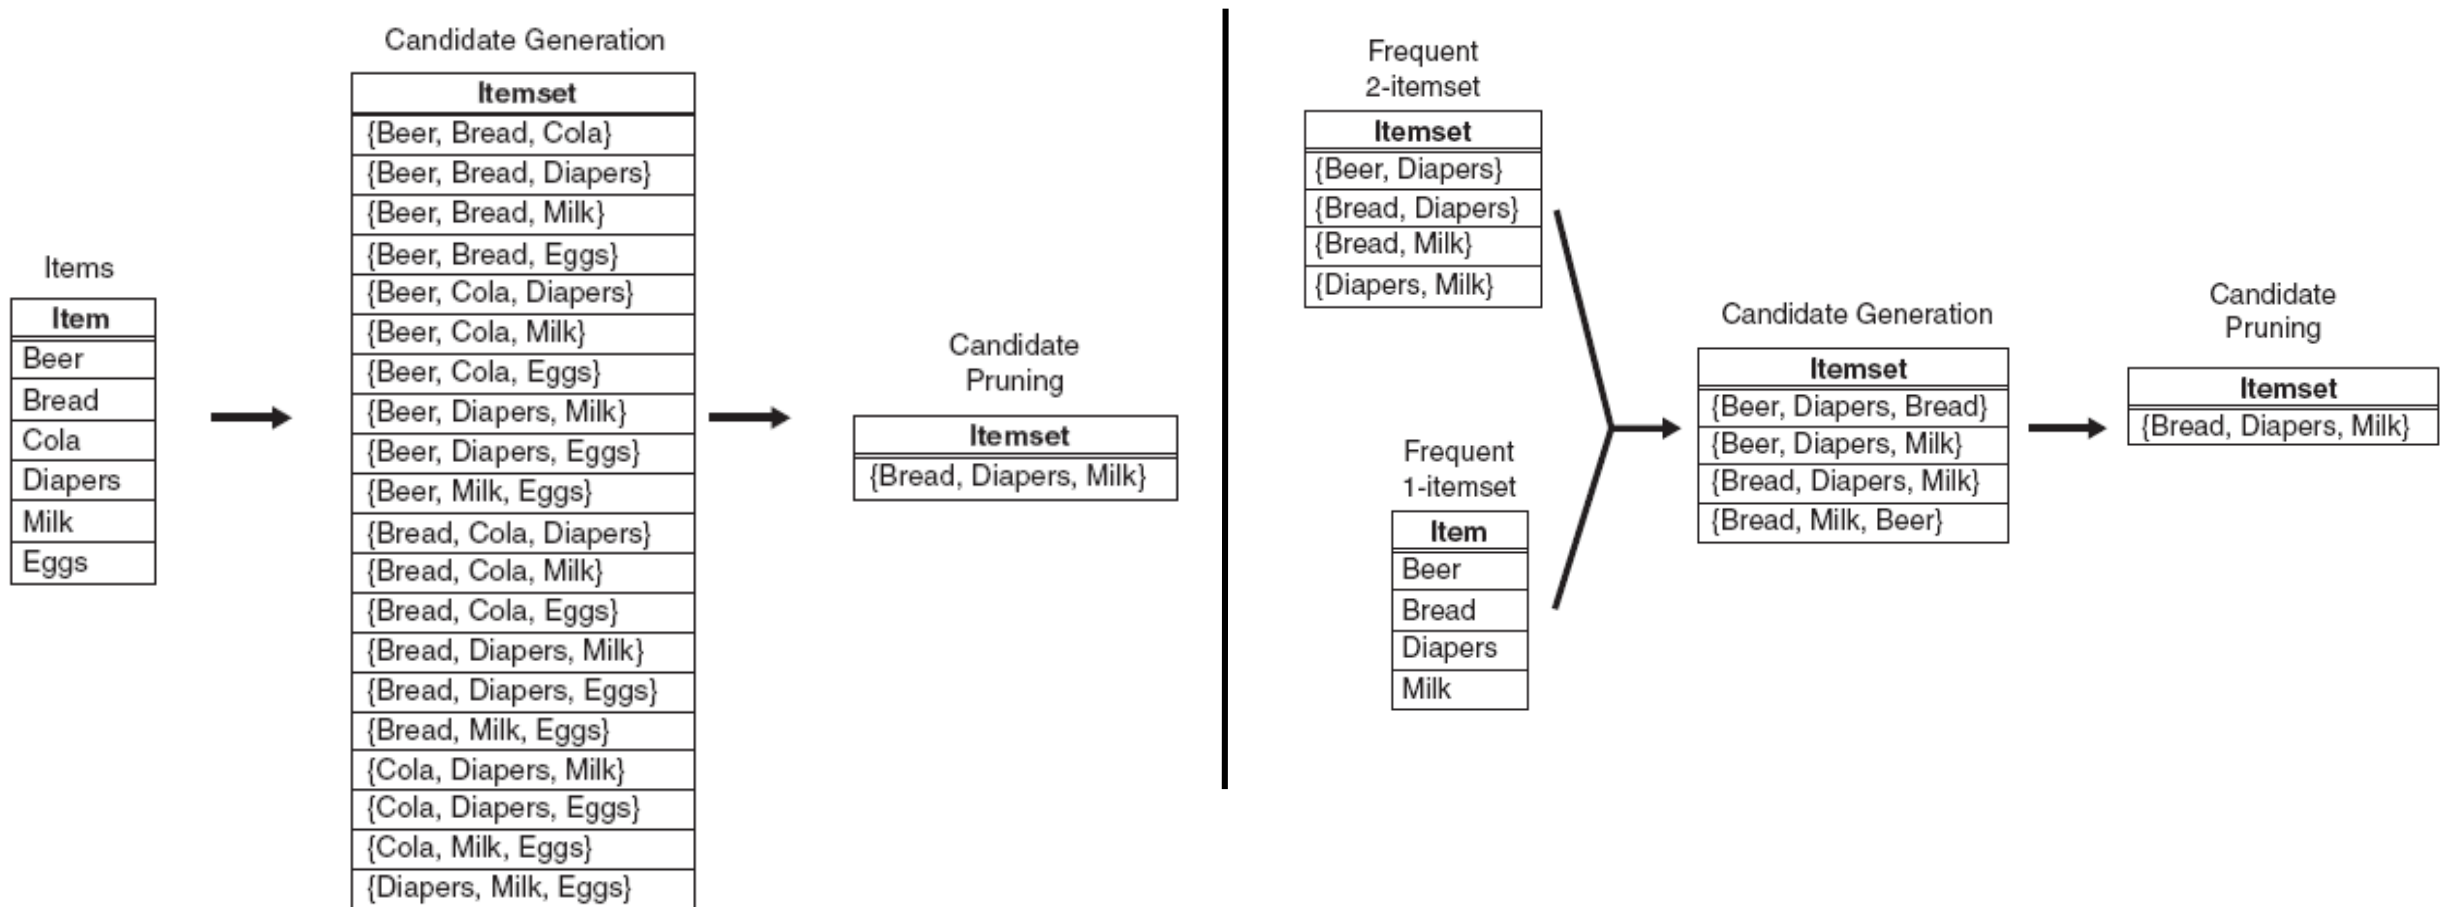 Items
Item
Beer
Bread
Cola
Diapers
Milk
Eggs
Candidate Generation
Itemset
{Beer, Bread, Cola}
{Beer, Bread, Diapers}
{Beer, Bread, Milk}
{Beer, Bread, Eggs}
{Beer, Cola, Diapers}
{Beer, Cola, Milk}
{Beer, Cola, Eggs}
{Beer, Diapers, Milk}
{Beer, Diapers, Eggs}
{Beer, Milk, Eggs}
{Bread, Cola, Diapers}
{Bread, Cola, Milk}
{Bread, Cola, Eggs}
{Bread, Diapers, Milk}
{Bread, Diapers, Eggs}
{Bread, Milk, Eggs}
{Cola, Diapers, Milk}
{Cola, Diapers, Eggs}
{Cola, Milk, Eggs}
{Diapers, Milk, Eggs}
Candidate
Pruning
Itemset
{Bread, Diapers, Milk}
Frequent
2-itemset
Itemset
{Beer, Diapers}
{Bread, Diapers}
{Bread, Milk}
{Diapers, Milk}
Frequent
1-itemset
Item
Beer
Bread
Diapers
Milk
Candidate Generation
Itemset
{Beer, Diapers, Bread}
{Beer, Diapers, Milk}
{Bread, Diapers, Milk}
{Bread, Milk, Beer}
Candidate
Pruning
Itemset
{Bread, Diapers, Milk}